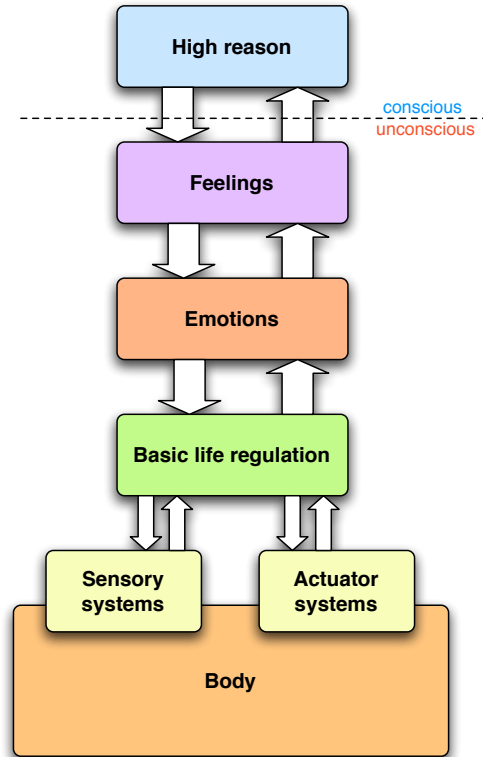 High reason
conscious
unconscious
Feelings
Emotions
Basic life regulation
Sensory
systems
Actuator
systems
Body